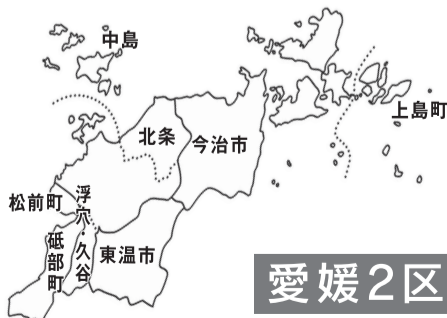 中島
上島町
北条
今治市
松前町
浮穴・久谷
砥部町
東温市
愛媛2区